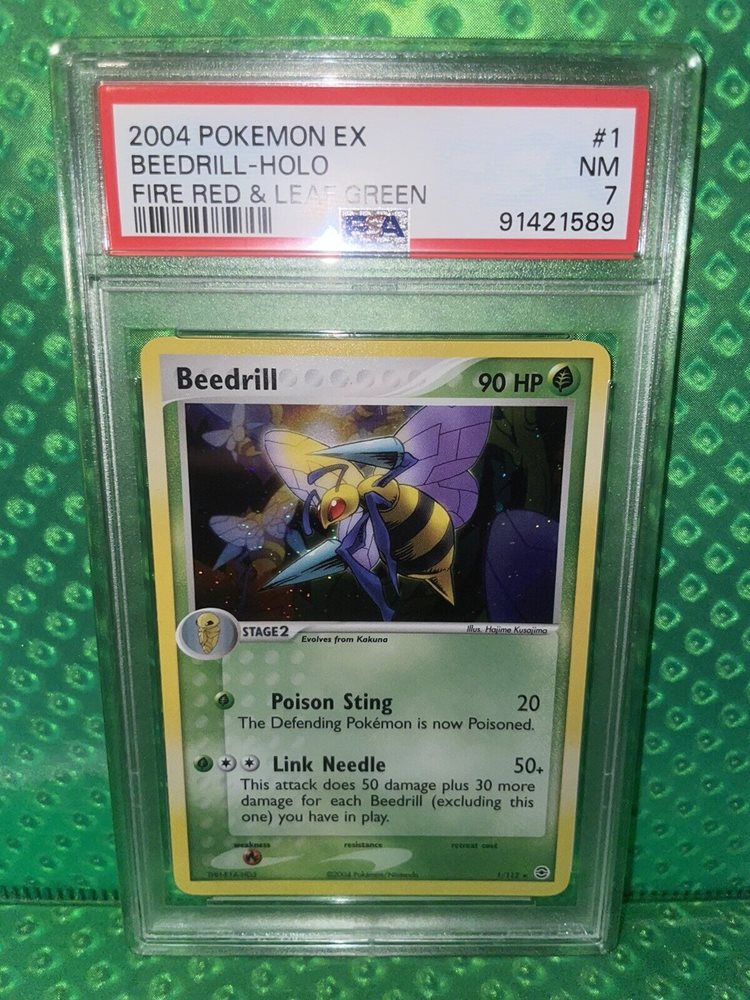 2004 POKEMON EX #1
BEEDRILL-HOLO NM
FIRE RED & LEAF GREEN 7
PSA 91421589
Beedrill 90 HP
STAGE2 Evolves from Kakuna Illus. Hajime Kusajima
Poison Sting 20
The Defending Pokémon is now Poisoned.
Link Needle 50+
This attack does 50 damage plus 30 more
damage for each Beedrill (excluding this
one) you have in play.
weakness resistance retreat cost
©2004 Pokémon/Nintendo 1/112